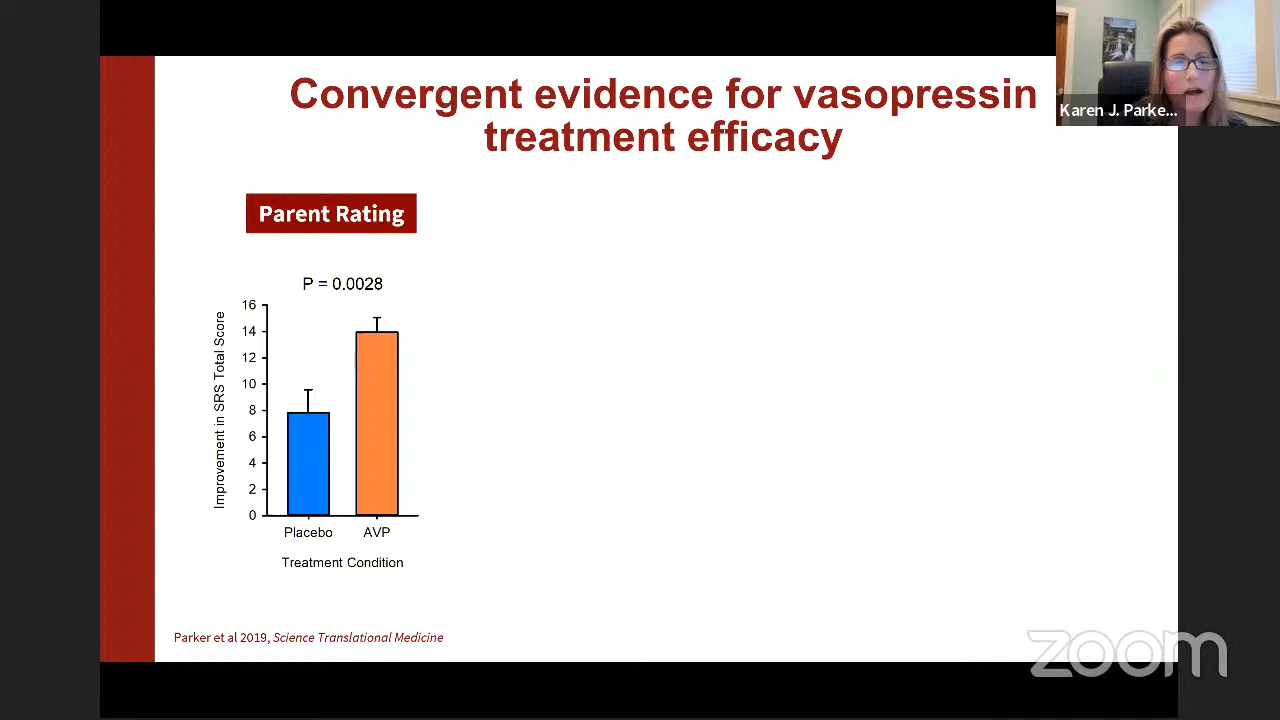 Convergent evidence for vasopressin
treatment efficacy
Karen J. Parke...
Parent Rating
P = 0.0028
Improvement in SRS Total Score
16
14
12
10
8
6
4
2
0
Placebo AVP
Treatment Condition
Parker et al 2019, Science Translational Medicine
zoom